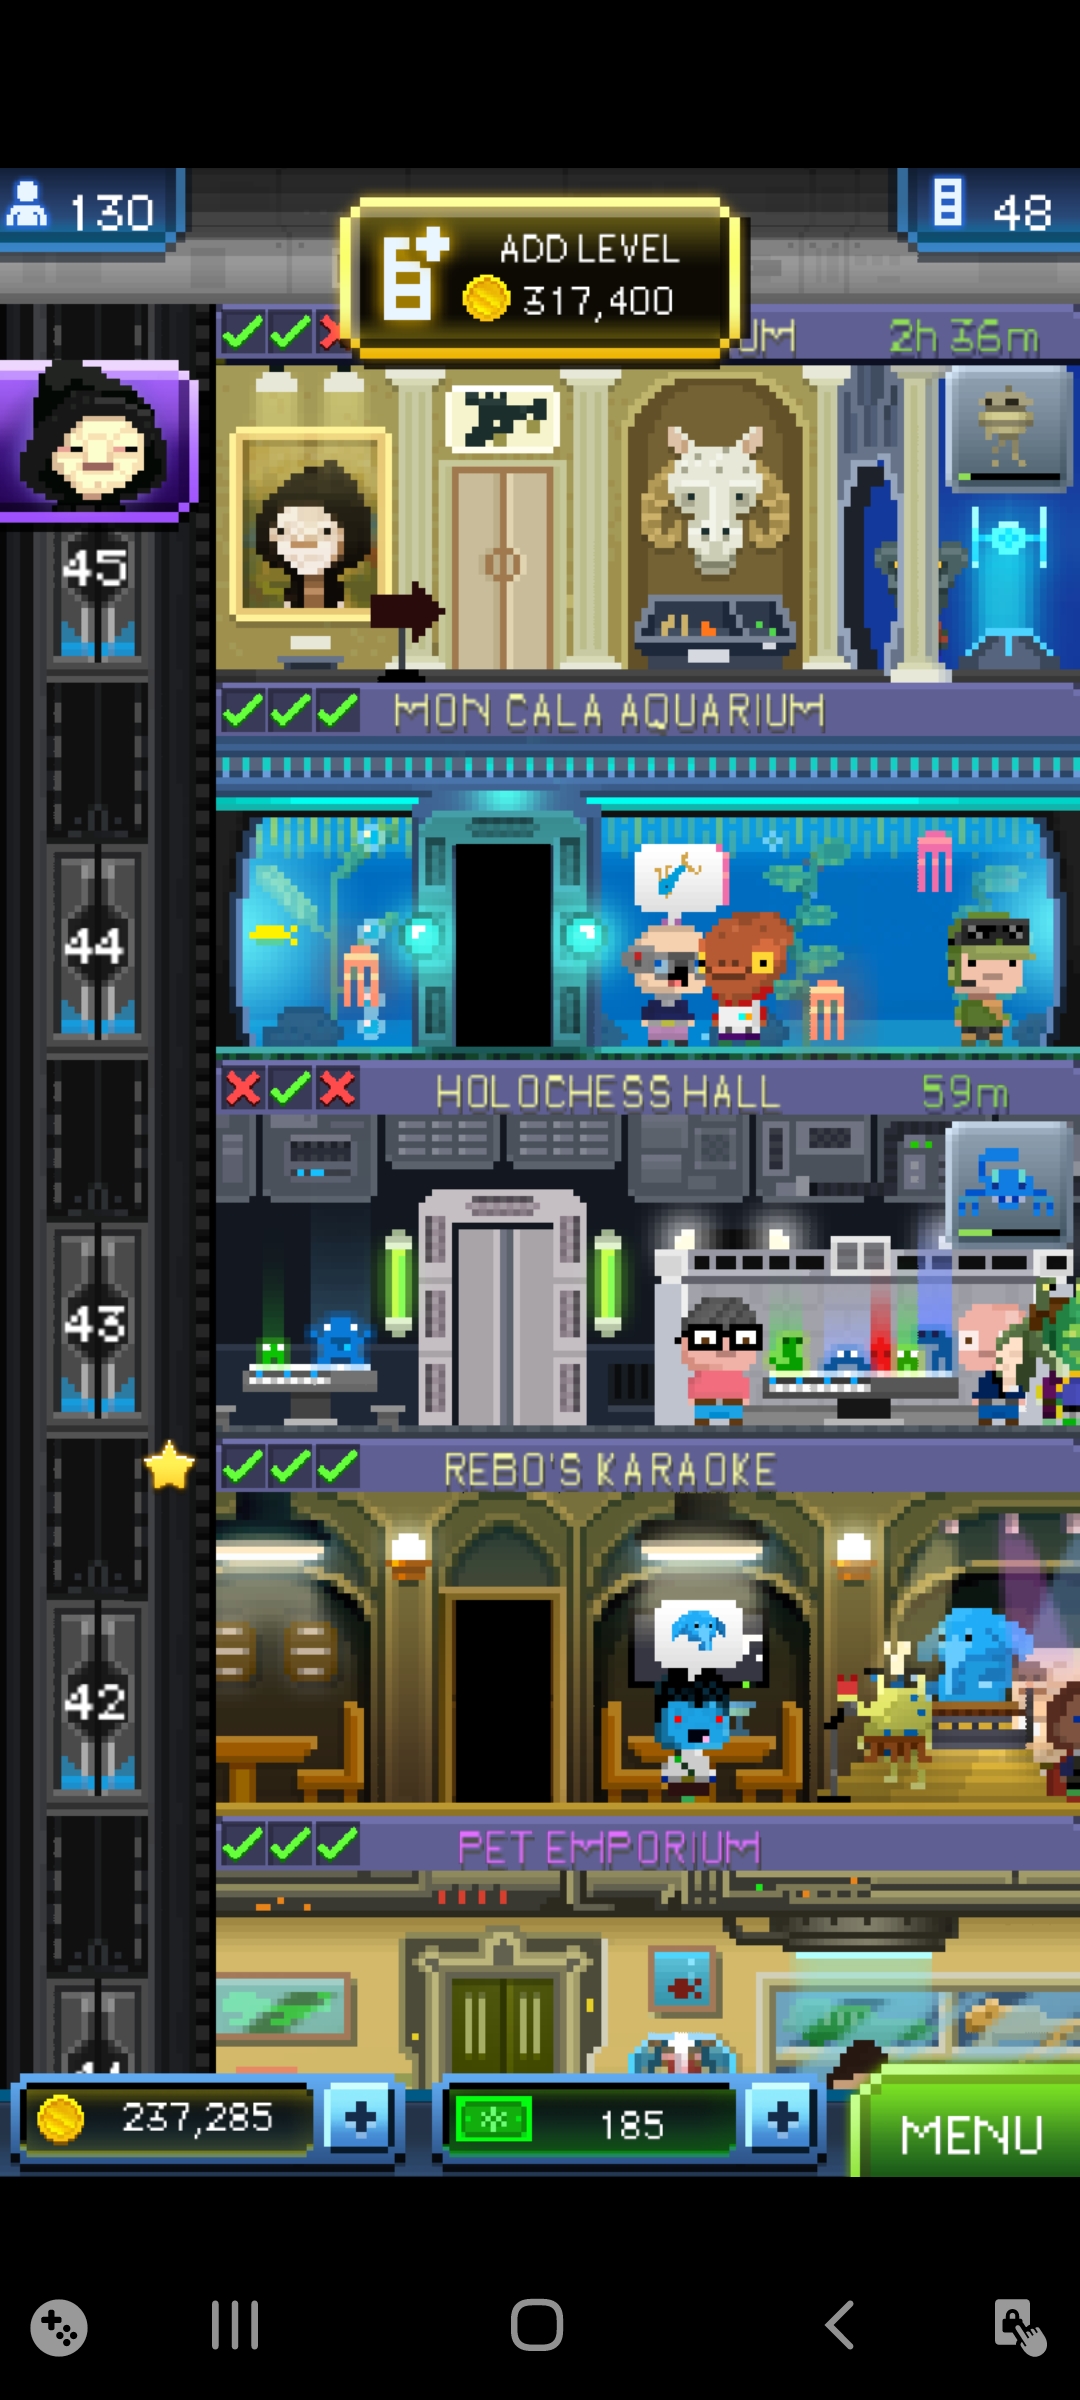 130
48
ADD LEVEL
317,400
UM
2h 36m
45
MON CALA AQUARIUM
44
HOLOCHESS HALL
59m
43
REBO'S KARAOKE
42
PET EMPORIUM
237,285
185
MENU